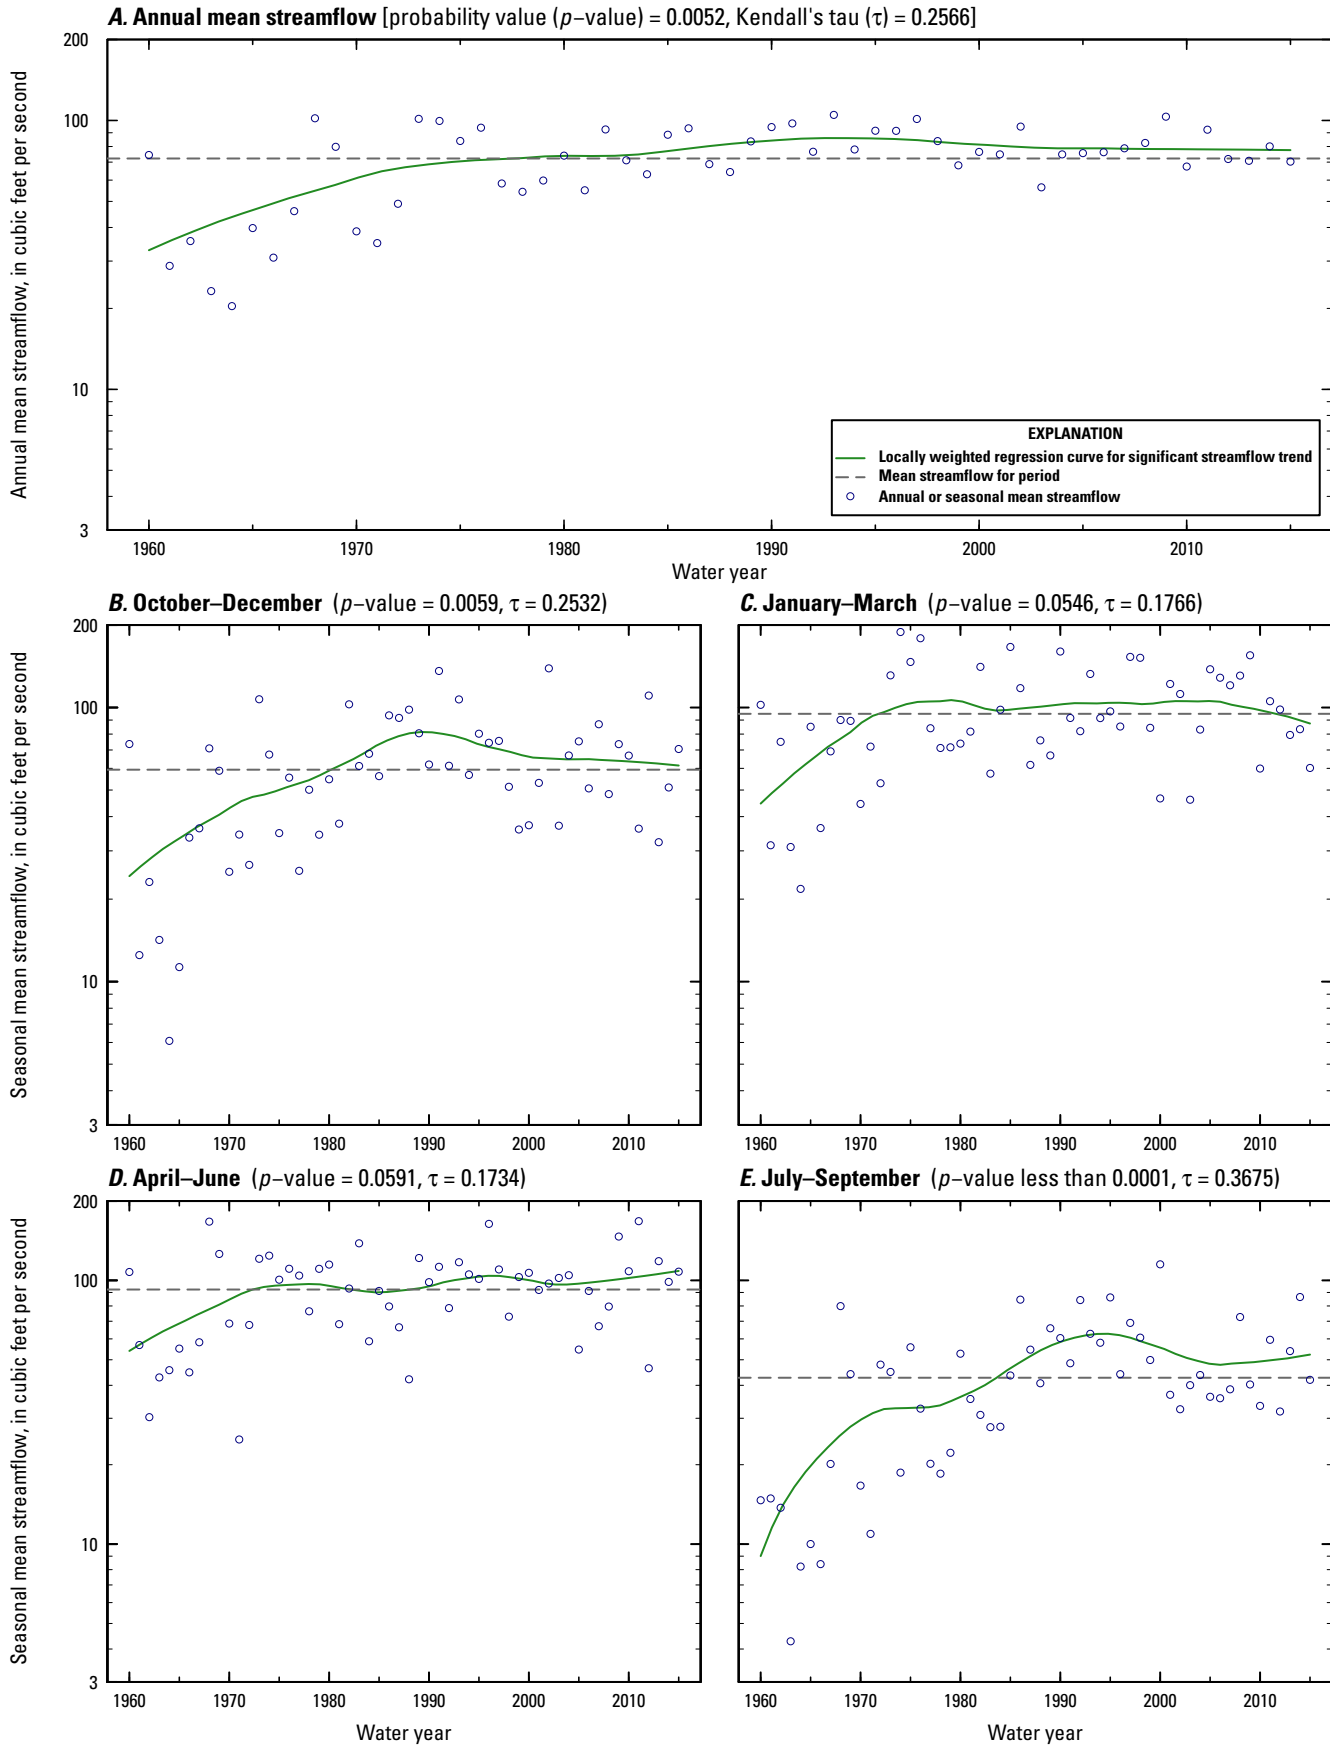 A. Annual mean streamflow [probability value (p–value) = 0.0052, Kendall's tau (τ) = 0.2566]
Annual mean streamflow, in cubic feet per second
200
100
10
3
EXPLANATION
Locally weighted regression curve for significant streamflow trend
Mean streamflow for period
Annual or seasonal mean streamflow
1960 1970 1980 1990 2000 2010
Water year
B. October–December (p–value = 0.0059, τ = 0.2532)
Seasonal mean streamflow, in cubic feet per second
200
100
10
3
1960 1970 1980 1990 2000 2010
C. January–March (p–value = 0.0546, τ = 0.1766)
1960 1970 1980 1990 2000 2010
D. April–June (p–value = 0.0591, τ = 0.1734)
Seasonal mean streamflow, in cubic feet per second
200
100
10
3
1960 1970 1980 1990 2000 2010
Water year
E. July–September (p–value less than 0.0001, τ = 0.3675)
1960 1970 1980 1990 2000 2010
Water year